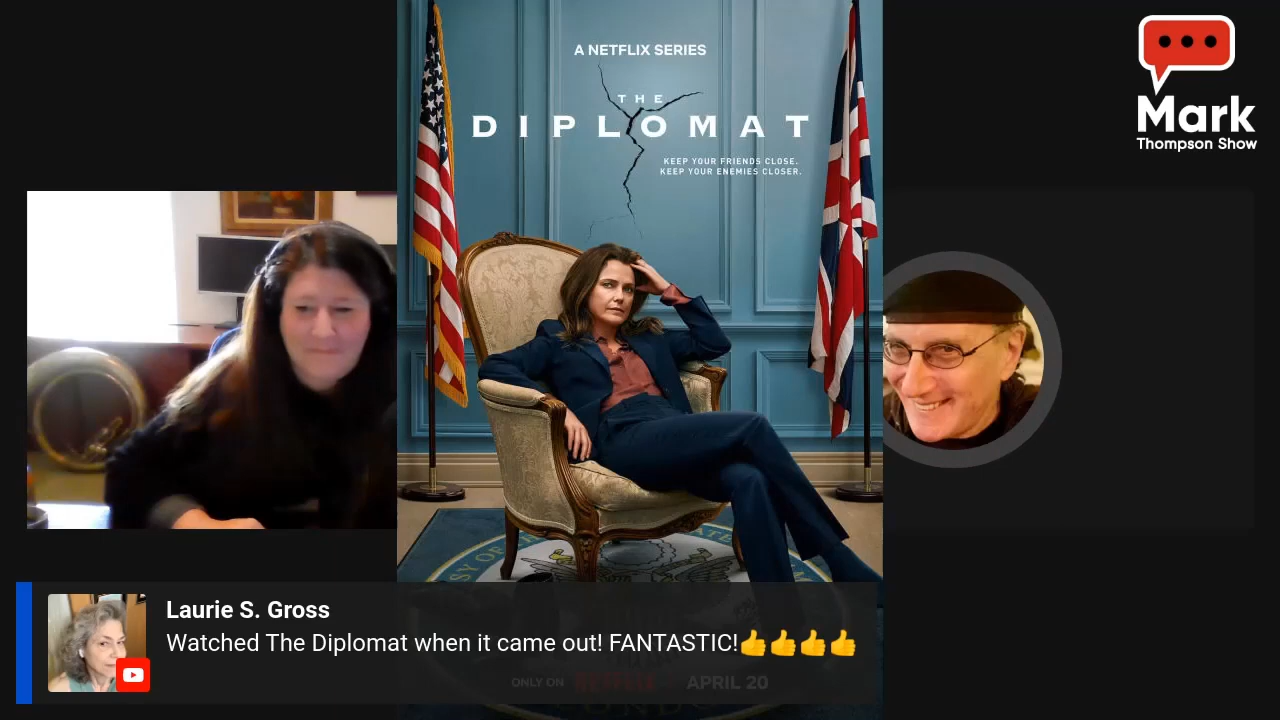 A NETFLIX SERIES
THE
DIPLOMAT
KEEP YOUR FRIENDS CLOSE.
KEEP YOUR ENEMIES CLOSER.
Mark
Thompson Show
Laurie S. Gross
Watched The Diplomat when it came out! FANTASTIC!👍👍👍👍
ONLY ON NETFLIX APRIL 20